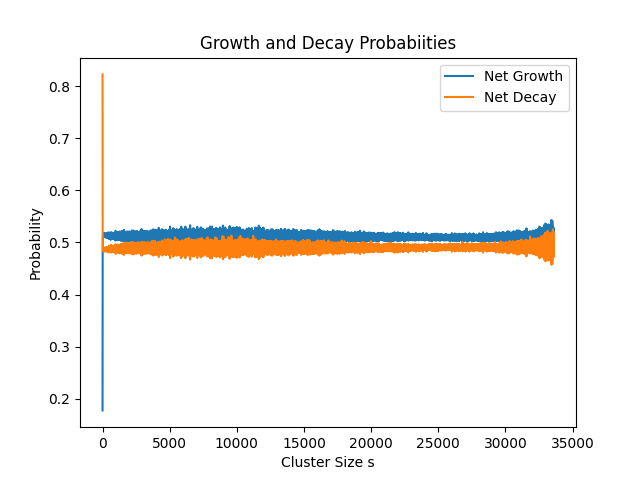 Growth and Decay Probabiities
Net Growth
Net Decay
Probability
0.8
0.7
0.6
0.5
0.4
0.3
0.2
0 5000 10000 15000 20000 25000 30000 35000
Cluster Size s